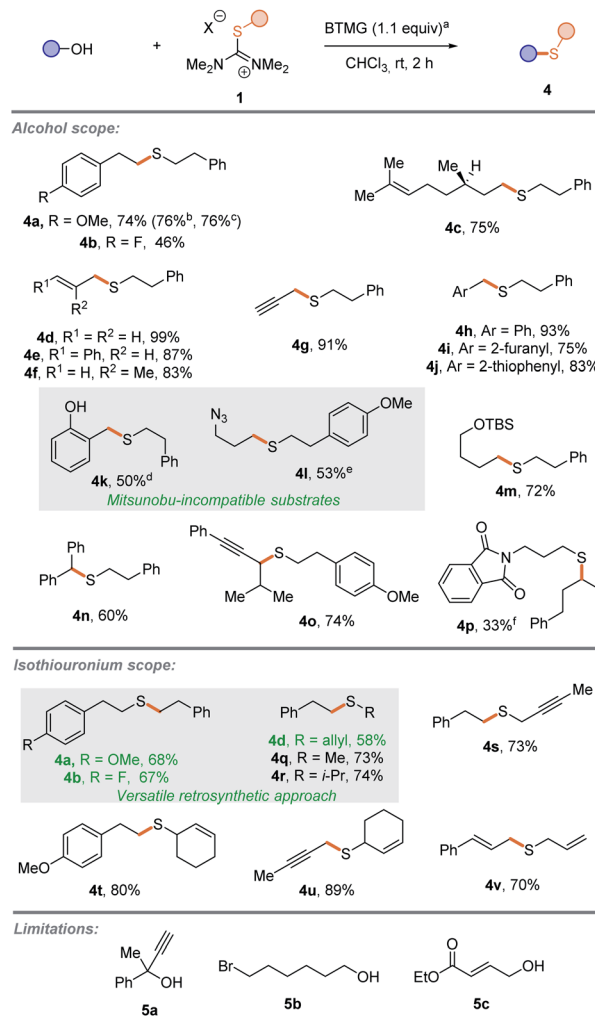 OH + X⊖ S BTMG (1.1 equiv)ᵃ
Me₂N NMe₂ ⊕ CHCl₃, rt, 2 h S
1 4
Alcohol scope:
S Ph R
4a, R = OMe, 74% (76%ᵇ, 76%ᶜ)
4b, R = F, 46%
Me Me Me H S Ph
4c, 75%
R¹ R² S Ph
4d, R¹ = R² = H, 99%
4e, R¹ = Ph, R² = H, 87%
4f, R¹ = H, R² = Me, 83%
S Ph
4g, 91%
Ar S Ph
4h, Ar = Ph, 93%
4i, Ar = 2-furanyl, 75%
4j, Ar = 2-thiophenyl, 83%
OH S Ph
4k, 50%ᵈ
N₃ S OMe
4l, 53%ᵉ
Mitsunobu-incompatible substrates
OTBS S Ph
4m, 72%
Ph Ph S Ph
4n, 60%
Ph S Me Me OMe
4o, 74%
O N O S Ph
4p, 33%ᶠ
Isothiouronium scope:
S Ph R
4a, R = OMe, 68%
4b, R = F, 67%
Ph S R
4d, R = allyl, 58%
4q, R = Me, 73%
4r, R = i-Pr, 74%
Versatile retrosynthetic approach
Ph S Me
4s, 73%
MeO S
4t, 80%
Me S
4u, 89%
Ph S
4v, 70%
Limitations:
Me Ph OH
5a
Br OH
5b
O EtO OH
5c